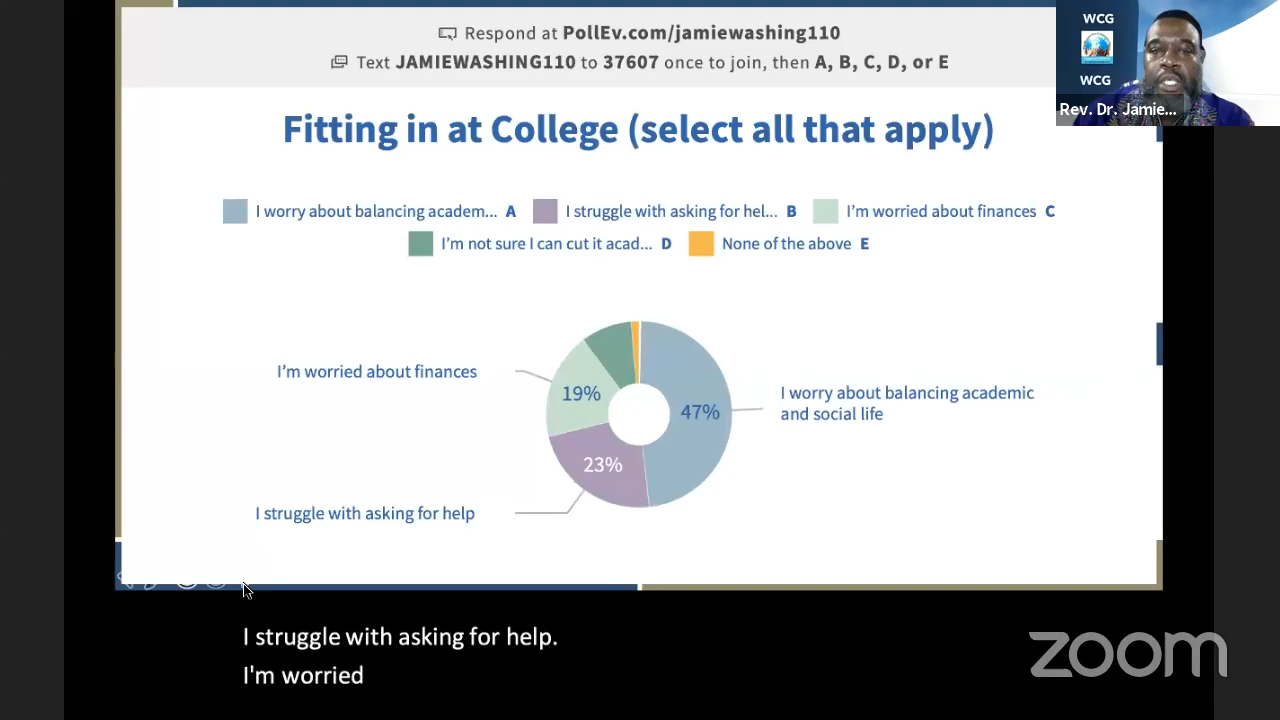 Respond at PollEv.com/jamiewashing110
Text JAMIEWASHING110 to 37607 once to join, then A, B, C, D, or E
WCG
WCG
Rev. Dr. Jamie...
Fitting in at College (select all that apply)
I worry about balancing academ... A I struggle with asking for hel... B I'm worried about finances C
I'm not sure I can cut it acad... D None of the above E
I'm worried about finances
19%
47%
I worry about balancing academic
and social life
23%
I struggle with asking for help
I struggle with asking for help.
I'm worried
zoom